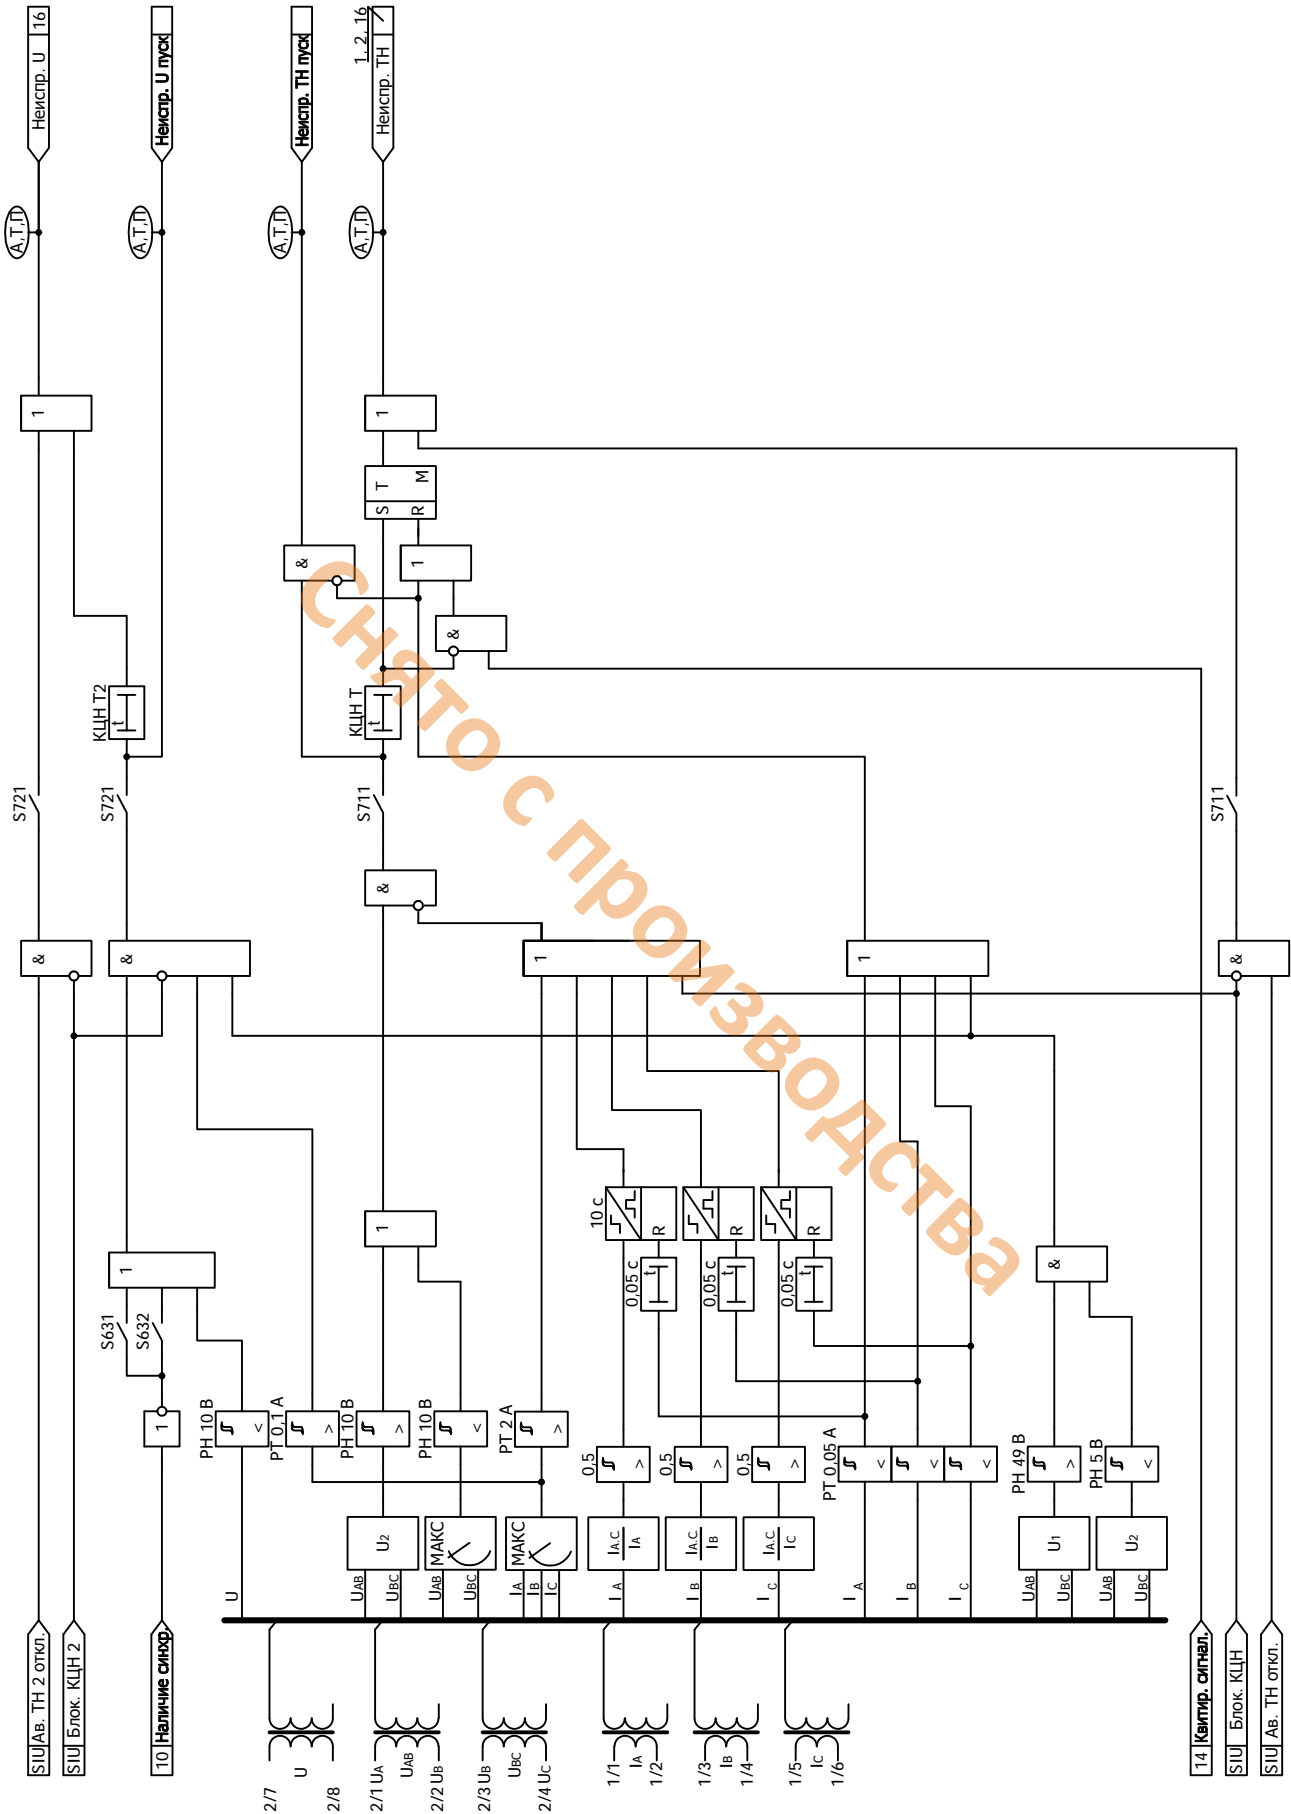 SIU Ав. ТН 2 откл.
SIU Блок. КЦН 2
10 Наличие синхр.
2/7
U
2/8
2/1 UA
UAB
2/2 UB
2/3 UB
UBC
2/4 UC
1/1
IA
1/2
1/3
IB
1/4
1/5
IC
1/6
14 Квитир. сигнал.
SIU Блок. КЦН
SIU Ав. ТН откл.
U
UAB
UBC
UAB
UBC
IA
IB
IC
I A
I B
I C
I A
I B
I C
UAB
UBC
UAB
UBC
U2
МАКС
МАКС
IA.C.
IA
IA.C.
IB
IA.C.
IC
U1
U2
1
РН 10 В
<
РТ 0,1 А
>
РН 10 В
>
РН 10 В
<
РТ 2 А
>
0,5
>
0,5
>
0,5
>
РТ 0,05 А
<
<
<
РН 49 В
>
РН 5 В
<
S631
S632
1
1
0,05 с
t
0,05 с
t
0,05 с
t
10 с
R
R
R
&
&
&
1
1
&
&
S721
S721
S711
S711
КЦН Т2
t
КЦН Т
t
&
&
1
S
T
R
M
1
1
А,Т,П
А,Т,П
А,Т,П
А,Т,П
Неиспр. U 16
Неиспр. U пуск
Неиспр. ТН пуск
Неиспр. ТН
1, 2, 16
Снято с производства